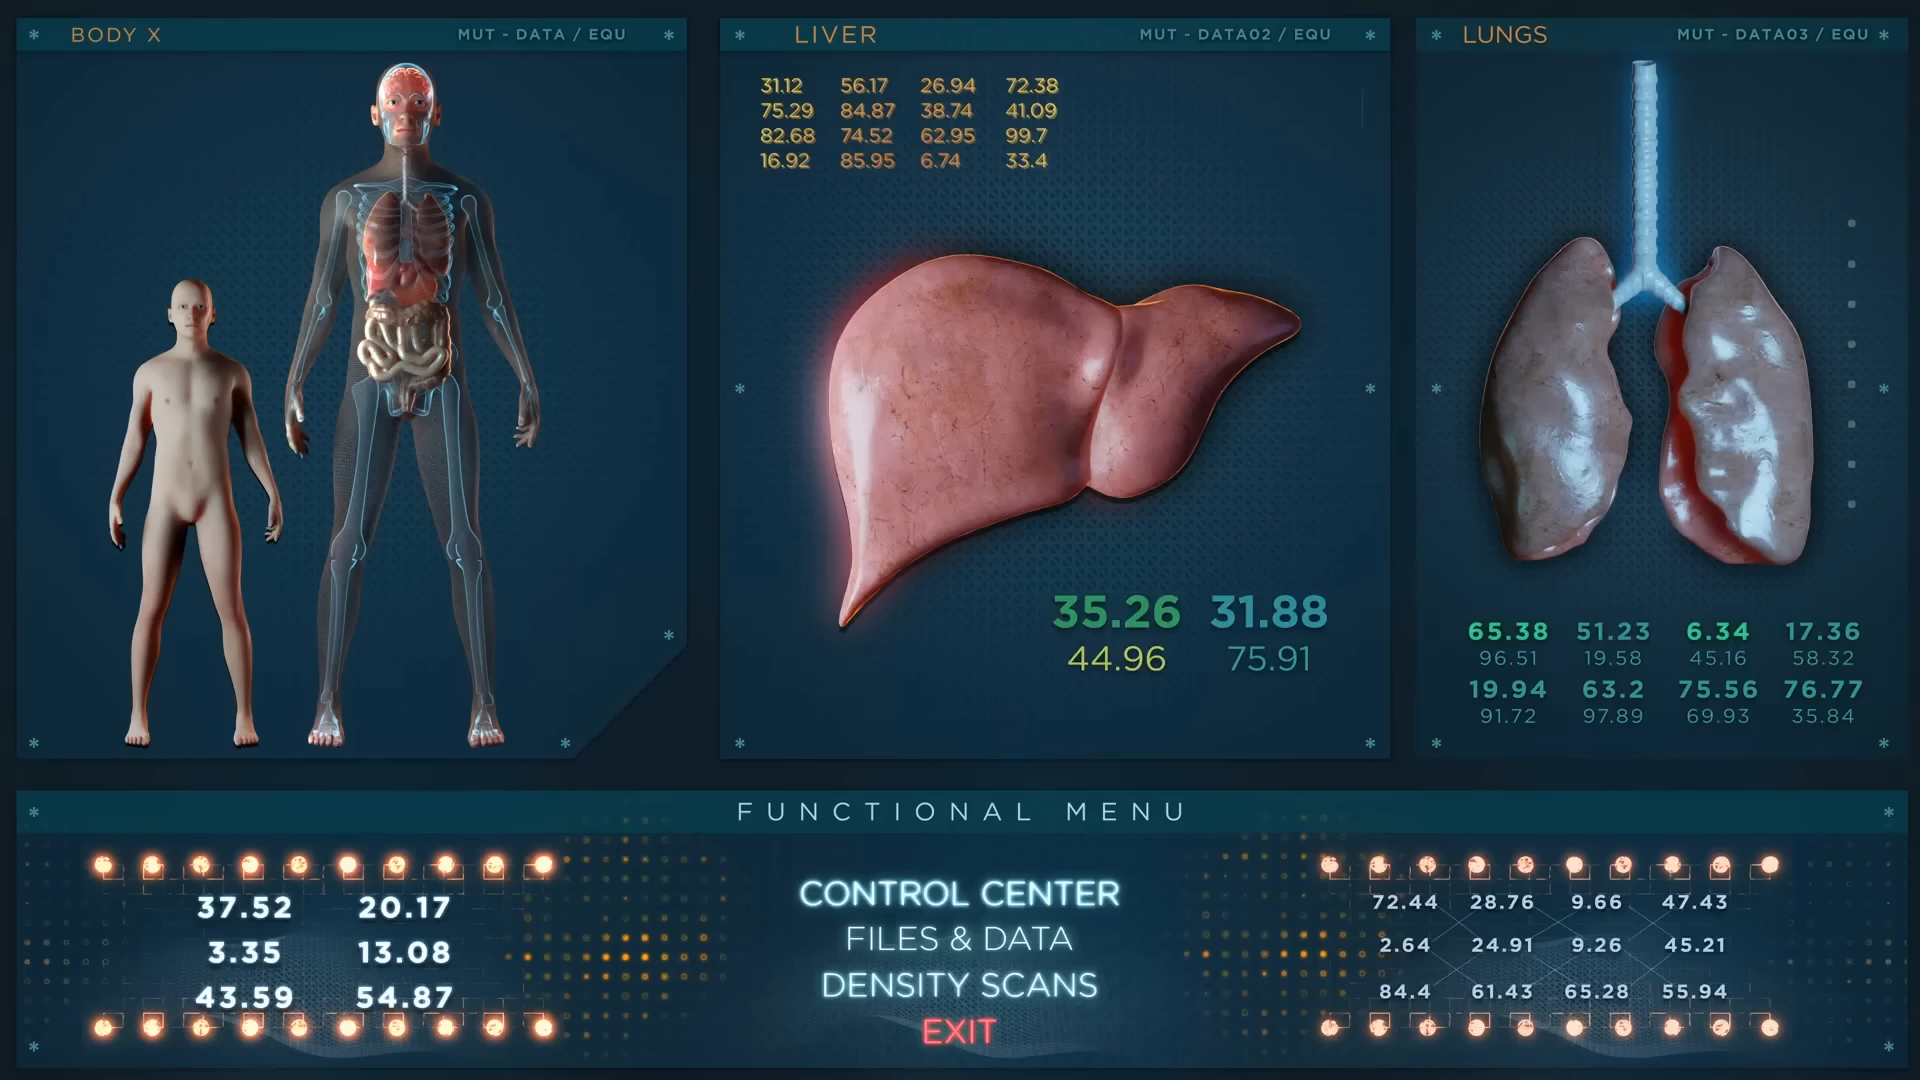 BODY X MUT - DATA / EQU
LIVER MUT - DATA02 / EQU
31.12 56.17 26.94 72.38
75.29 84.87 38.74 41.09
82.68 74.52 62.95 99.7
16.92 85.95 6.74 33.4
35.26 31.88
44.96 75.91
LUNGS MUT - DATA03 / EQU
65.38 51.23 6.34 17.36
96.51 19.58 45.16 58.32
19.94 63.2 75.56 76.77
91.72 97.89 69.93 35.84
FUNCTIONAL MENU
37.52 20.17
3.35 13.08
43.59 54.87
CONTROL CENTER
FILES & DATA
DENSITY SCANS
EXIT
72.44 28.76 9.66 47.43
2.64 24.91 9.26 45.21
84.4 61.43 65.28 55.94